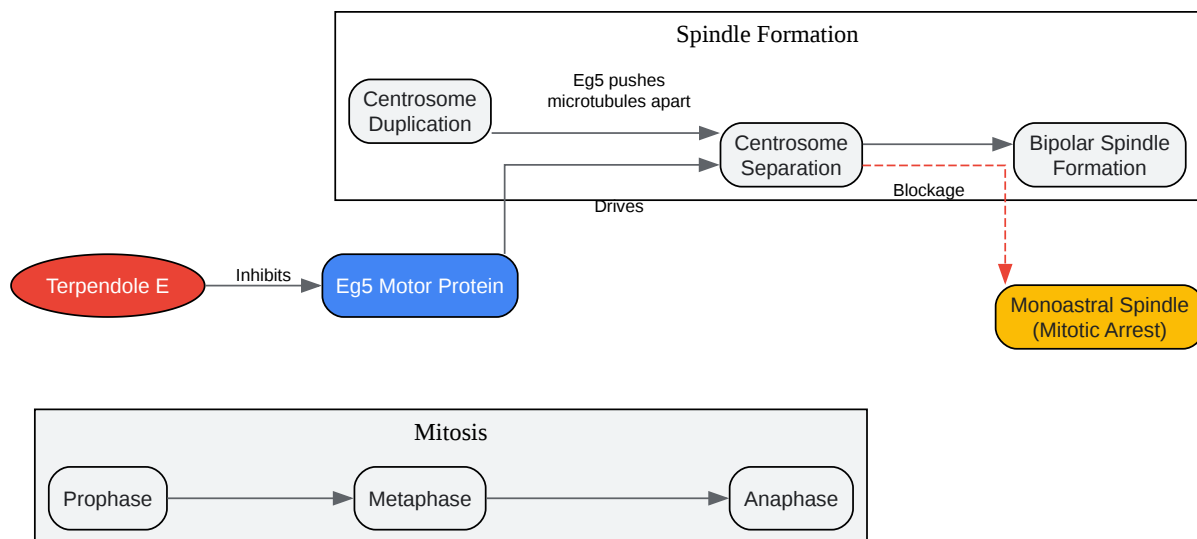 Spindle Formation
Centrosome
Duplication
Eg5 pushes
microtubules apart
Centrosome
Separation
Bipolar Spindle
Formation
Drives
Blockage
Terpendole E
Inhibits
Eg5 Motor Protein
Monoastral Spindle
(Mitotic Arrest)
Mitosis
Prophase
Metaphase
Anaphase